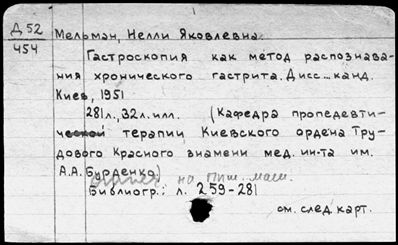 Д 52
454
Мельман, Нелли Яковлевна.
Гастроскопия как метод распознава-
ния хронического гастрита. Дисс... канд.
Киев, 1951
281л., 32л. илл. (Кафедра пропедевти-
ческой терапии Киевского ордена Тру-
дового Красного знамени мед. ин-та им.
А.А. Бурденко)
на пиш. маш.
Библиогр.: л. 259-281
см. след. карт.